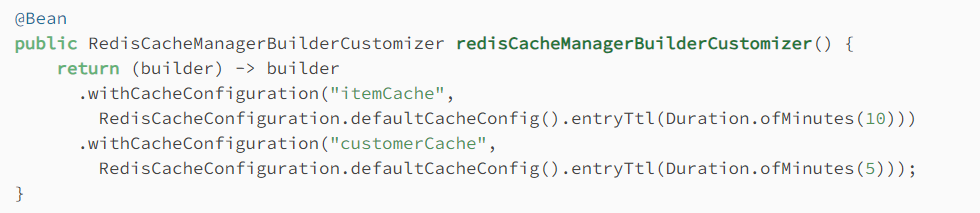 @Bean
public RedisCacheManagerBuilderCustomizer redisCacheManagerBuilderCustomizer() {
    return (builder) -> builder
      .withCacheConfiguration("itemCache",
        RedisCacheConfiguration.defaultCacheConfig().entryTtl(Duration.ofMinutes(10)))
      .withCacheConfiguration("customerCache",
        RedisCacheConfiguration.defaultCacheConfig().entryTtl(Duration.ofMinutes(5)));
}